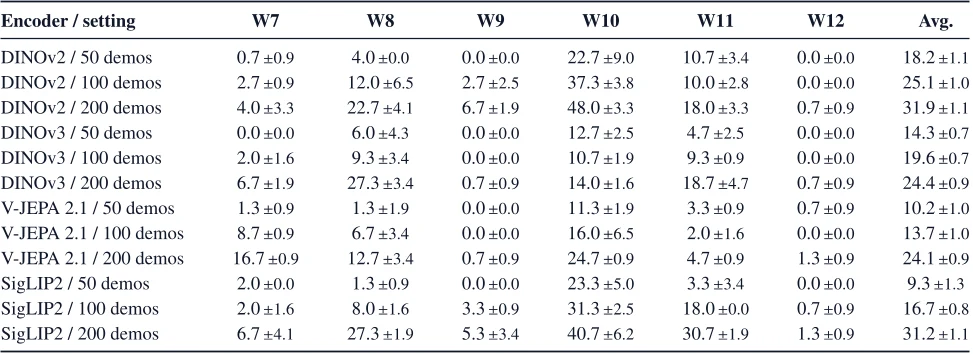 Encoder / setting W7 W8 W9 W10 W11 W12 Avg.
DINOv2 / 50 demos 0.7 ±0.9 4.0 ±0.0 0.0 ±0.0 22.7 ±9.0 10.7 ±3.4 0.0 ±0.0 18.2 ±1.1
DINOv2 / 100 demos 2.7 ±0.9 12.0 ±6.5 2.7 ±2.5 37.3 ±3.8 10.0 ±2.8 0.0 ±0.0 25.1 ±1.0
DINOv2 / 200 demos 4.0 ±3.3 22.7 ±4.1 6.7 ±1.9 48.0 ±3.3 18.0 ±3.3 0.7 ±0.9 31.9 ±1.1
DINOv3 / 50 demos 0.0 ±0.0 6.0 ±4.3 0.0 ±0.0 12.7 ±2.5 4.7 ±2.5 0.0 ±0.0 14.3 ±0.7
DINOv3 / 100 demos 2.0 ±1.6 9.3 ±3.4 0.0 ±0.0 10.7 ±1.9 9.3 ±0.9 0.0 ±0.0 19.6 ±0.7
DINOv3 / 200 demos 6.7 ±1.9 27.3 ±3.4 0.7 ±0.9 14.0 ±1.6 18.7 ±4.7 0.7 ±0.9 24.4 ±0.9
V-JEPA 2.1 / 50 demos 1.3 ±0.9 1.3 ±1.9 0.0 ±0.0 11.3 ±1.9 3.3 ±0.9 0.7 ±0.9 10.2 ±1.0
V-JEPA 2.1 / 100 demos 8.7 ±0.9 6.7 ±3.4 0.0 ±0.0 16.0 ±6.5 2.0 ±1.6 0.0 ±0.0 13.7 ±1.0
V-JEPA 2.1 / 200 demos 16.7 ±0.9 12.7 ±3.4 0.7 ±0.9 24.7 ±0.9 4.7 ±0.9 1.3 ±0.9 24.1 ±0.9
SigLIP2 / 50 demos 2.0 ±0.0 1.3 ±0.9 0.0 ±0.0 23.3 ±5.0 3.3 ±3.4 0.0 ±0.0 9.3 ±1.3
SigLIP2 / 100 demos 2.0 ±1.6 8.0 ±1.6 3.3 ±0.9 31.3 ±2.5 18.0 ±0.0 0.7 ±0.9 16.7 ±0.8
SigLIP2 / 200 demos 6.7 ±4.1 27.3 ±1.9 5.3 ±3.4 40.7 ±6.2 30.7 ±1.9 1.3 ±0.9 31.2 ±1.1